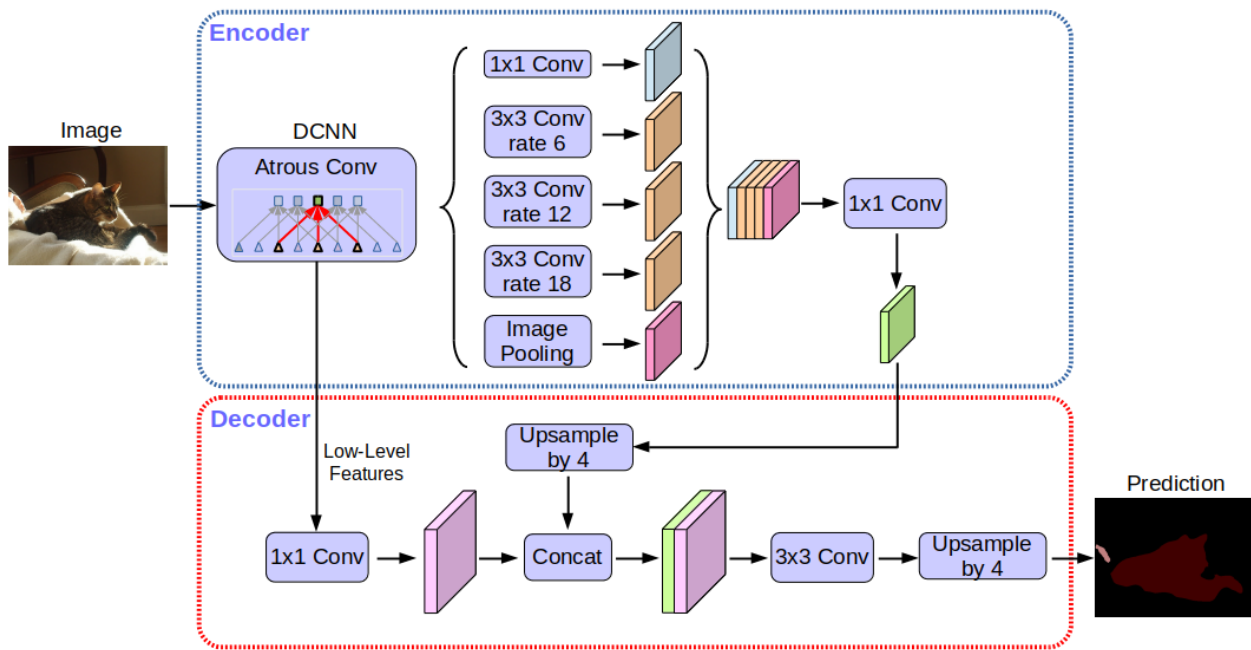 Encoder
Image
DCNN
Atrous Conv
1x1 Conv
3x3 Conv
rate 6
3x3 Conv
rate 12
3x3 Conv
rate 18
Image
Pooling
1x1 Conv
Decoder
Low-Level
Features
Upsample
by 4
1x1 Conv
Concat
3x3 Conv
Upsample
by 4
Prediction